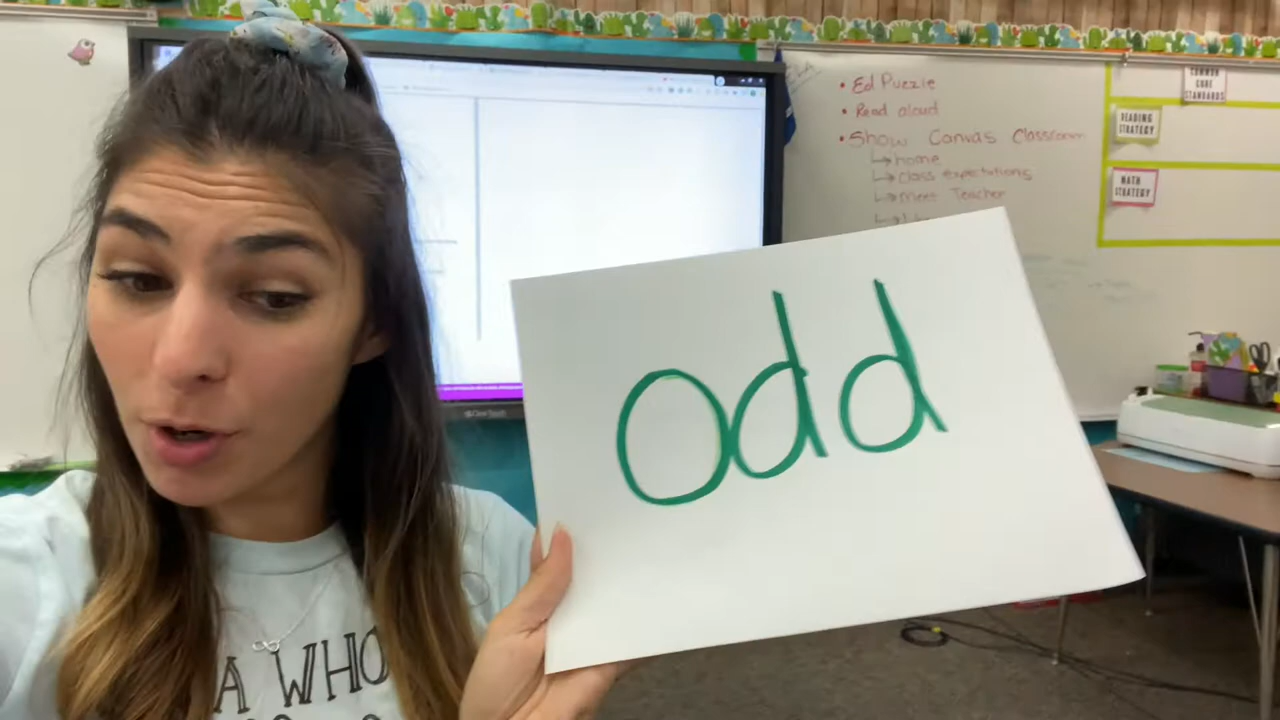 • Ed Puzzle
• Read aloud
• Show Canvas Classroom
↳ home
↳ class expectations
↳ Meet Teacher
COMMON CORE STANDARDS
READING STRATEGY
MATH STRATEGY
odd
A WHO